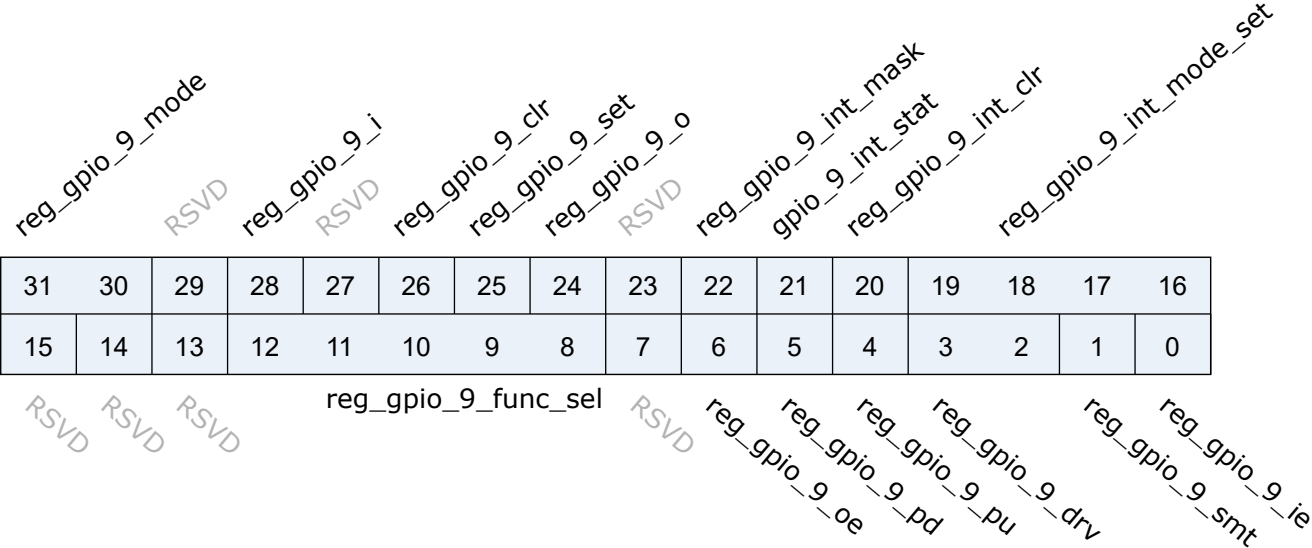 reg_gpio_9_mode
RSVD
reg_gpio_9_i
RSVD
reg_gpio_9_clr
reg_gpio_9_set
reg_gpio_9_o
RSVD
reg_gpio_9_int_mask
gpio_9_int_stat
reg_gpio_9_int_clr
reg_gpio_9_int_mode_set
31 30 29 28 27 26 25 24 23 22 21 20 19 18 17 16
15 14 13 12 11 10 9 8 7 6 5 4 3 2 1 0
RSVD
RSVD
RSVD
reg_gpio_9_func_sel
RSVD
reg_gpio_9_oe
reg_gpio_9_pd
reg_gpio_9_pu
reg_gpio_9_drv
reg_gpio_9_smt
reg_gpio_9_ie